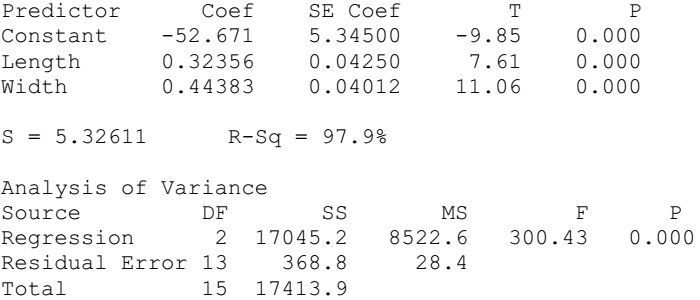 Predictor Coef SE Coef T P
Constant -52.671 5.34500 -9.85 0.000
Length 0.32356 0.04250 7.61 0.000
Width 0.44383 0.04012 11.06 0.000
S = 5.32611 R-Sq = 97.9%
Analysis of Variance
Source DF SS MS F P
Regression 2 17045.2 8522.6 300.43 0.000
Residual Error 13 368.8 28.4
Total 15 17413.9